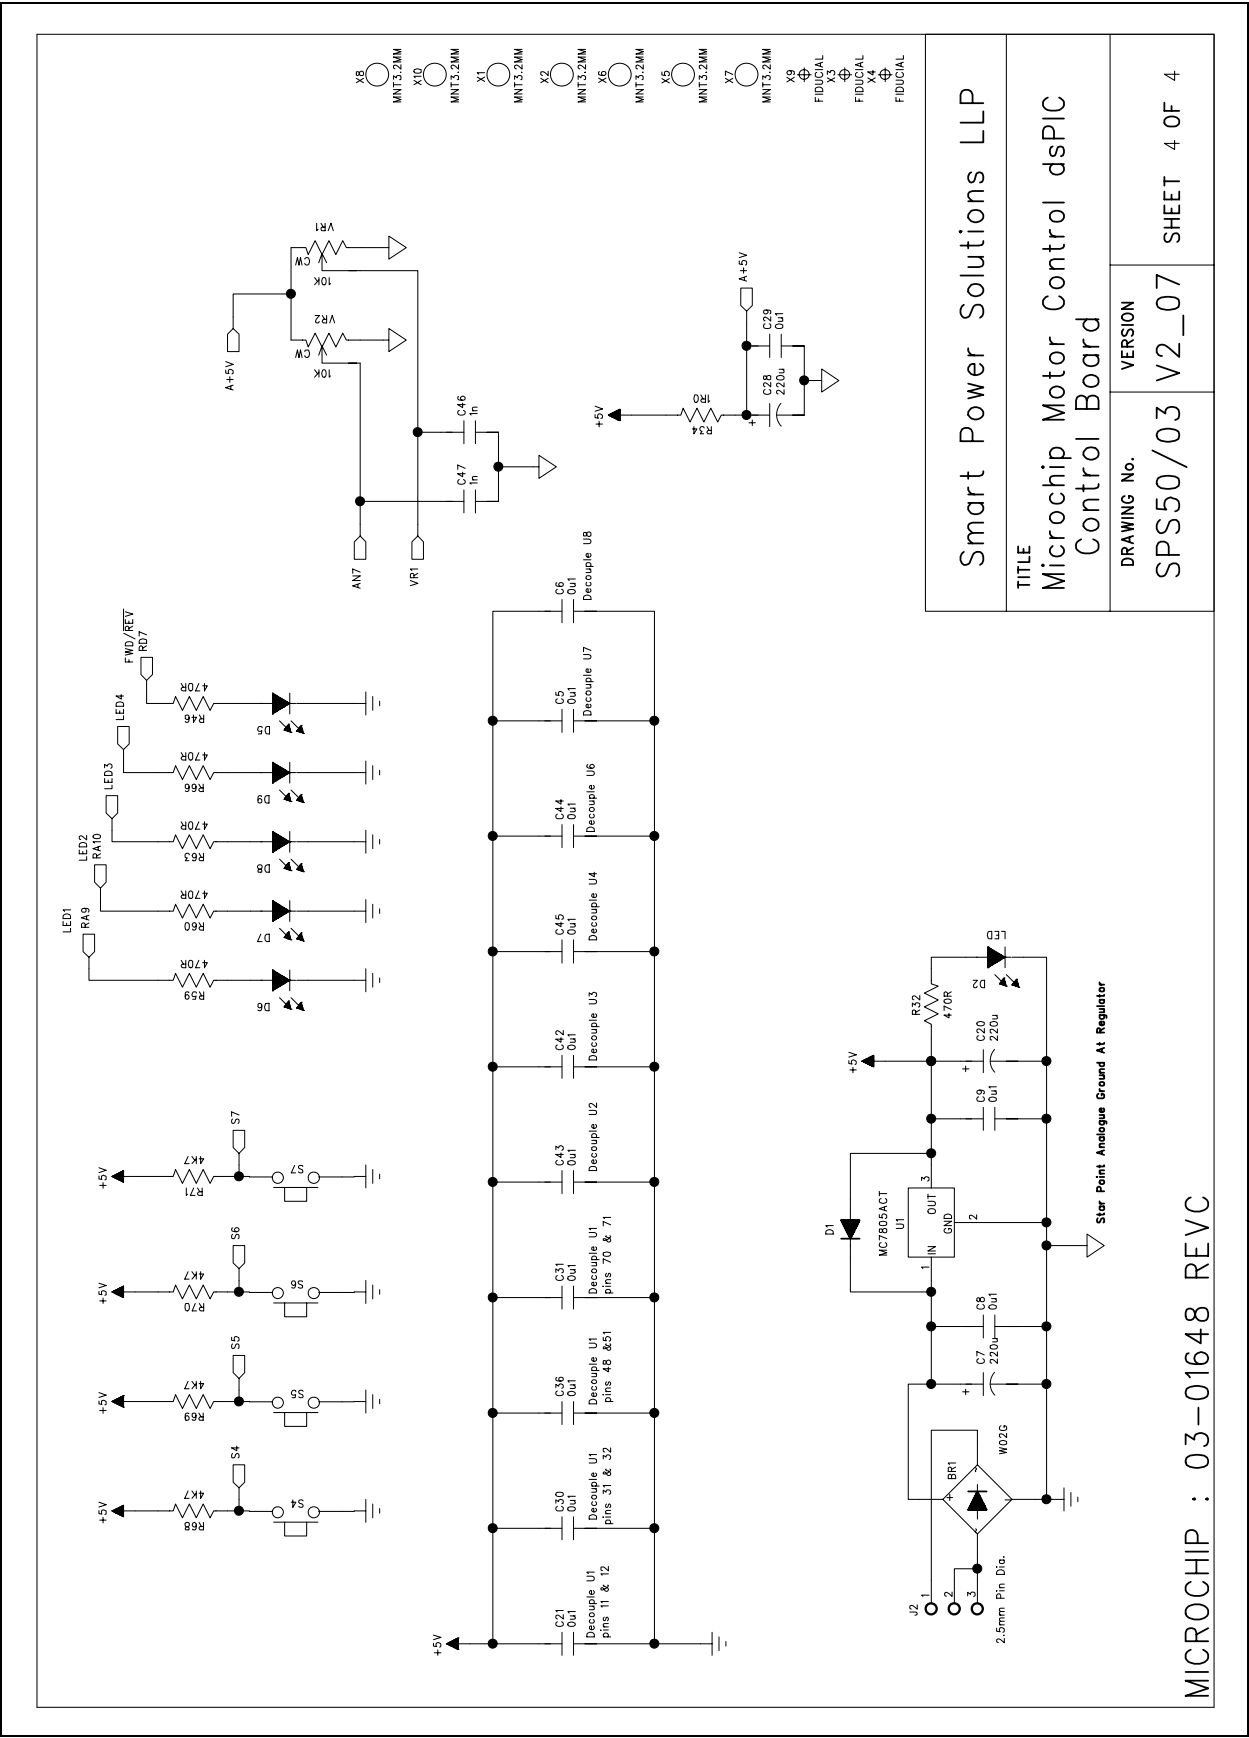 +5V
R68
4K7
S4
S4
+5V
R69
4K7
S5
S5
+5V
R70
4K7
S6
S6
+5V
R71
4K7
S7
S7
LED1
RA9
R59
470R
D6
LED2
RA10
R60
470R
D7
LED3
R63
470R
D8
LED4
R66
470R
D9
FWD/REV
RD7
R46
470R
D5
A+5V
VR2
CW
10K
VR1
CW
10K
AN7
VR1
C47
1n
C46
1n
X8
MNT3.2MM
X10
MNT3.2MM
X1
MNT3.2MM
X2
MNT3.2MM
X6
MNT3.2MM
X5
MNT3.2MM
X7
MNT3.2MM
X9
FIDUCIAL
X3
FIDUCIAL
X4
FIDUCIAL
+5V
C21
0u1
Decouple U1
pins 11 & 12
C30
0u1
Decouple U1
pins 31 & 32
C36
0u1
Decouple U1
pins 48 &51
C31
0u1
Decouple U1
pins 70 & 71
C43
0u1
Decouple U2
C42
0u1
Decouple U3
C45
0u1
Decouple U4
C44
0u1
Decouple U6
C5
0u1
Decouple U7
C6
0u1
Decouple U8
+5V
R34
1R0
+
C28
220u
C29
0u1
A+5V
J2
1
2
3
2.5mm Pin Dia.
BR1
+
W02G
+
C7
220u
C8
0u1
D1
MC7805ACT
U1
1
IN
OUT
3
GND
2
C9
0u1
+5V
+
C20
220u
R32
470R
D2
LED
Star Point Analogue Ground At Regulator
MICROCHIP : 03-01648 REVC
Smart Power Solutions LLP
TITLE
Microchip Motor Control dsPIC
Control Board
DRAWING No.
SPS50/03
VERSION
V2_07
SHEET 4 OF 4